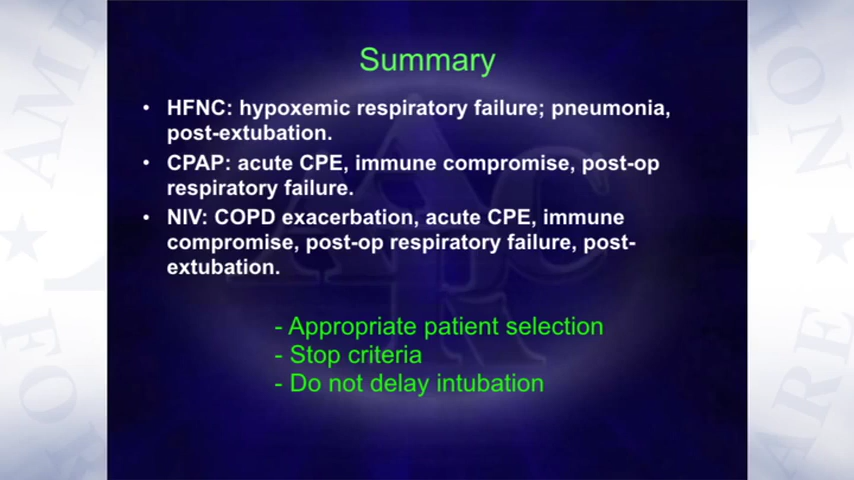 Summary
• HFNC: hypoxemic respiratory failure; pneumonia,
post-extubation.
• CPAP: acute CPE, immune compromise, post-op
respiratory failure.
• NIV: COPD exacerbation, acute CPE, immune
compromise, post-op respiratory failure, post-
extubation.
- Appropriate patient selection
- Stop criteria
- Do not delay intubation